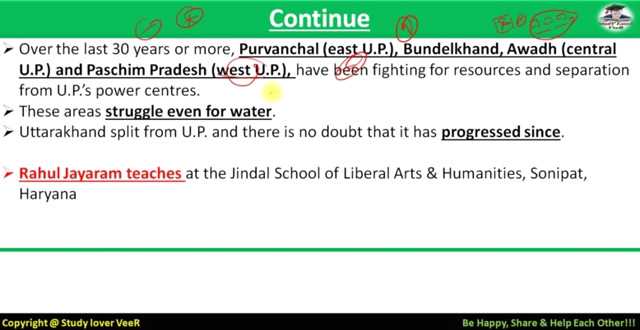 Continue
➢ Over the last 30 years or more, Purvanchal (east U.P.), Bundelkhand, Awadh (central
U.P.) and Paschim Pradesh (west U.P.), have been fighting for resources and separation
from U.P.'s power centres.
➢ These areas struggle even for water.
➢ Uttarakhand split from U.P. and there is no doubt that it has progressed since.
➢ Rahul Jayaram teaches at the Jindal School of Liberal Arts & Humanities, Sonipat,
Haryana
Copyright @ Study lover VeeR
Be Happy, Share & Help Each Other!!!